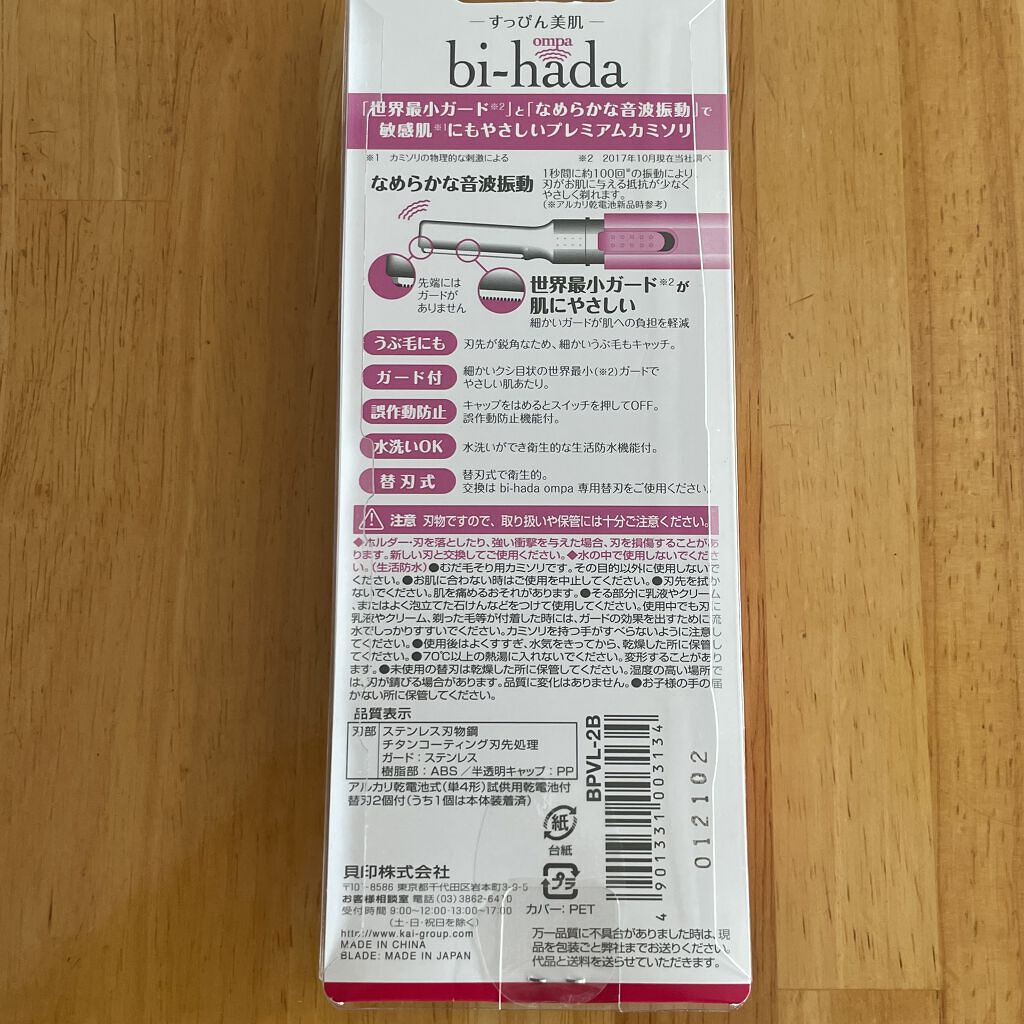 すっぴん美肌
ompa
bi-hada
「世界最小ガード※2」と「なめらかな音波振動」で
敏感肌※1にもやさしいプレミアムカミソリ
※1 カミソリの物理的な刺激による ※2 2017年10月現在当社調べ
なめらかな音波振動
1秒間に約100回※の振動により、
刃がお肌に与える抵抗が少なく
やさしく剃れます。
(※アルカリ乾電池新品時参考)
先端には
ガードが
ありません
世界最小ガード※2が
肌にやさしい
細かいガードが肌への負担を軽減
うぶ毛にも 刃先が鋭角なため、細かいうぶ毛もキャッチ。
ガード付 細かいクシ目状の世界最小(※2)ガードで
やさしい肌あたり。
誤作動防止 キャップをはめるとスイッチを押してOFF。
誤作動防止機能付。
水洗いOK 水洗いができ衛生的な生活防水機能付。
替刃式 替刃式で衛生的。
交換は bi-hada ompa 専用替刃をご使用ください。
注意 刃物ですので、取り扱いや保管には十分ご注意ください。
◆ホルダー・刃を落としたり、強い衝撃を与えた場合、刃を損傷することがあ
ります。新しい刃と交換してご使用ください。◆水の中で使用しないでくださ
い。(生活防水)●むだ毛そり用カミソリです。その目的以外に使用しないで
ください。●お肌に合わない時はご使用を中止してください。●刃先を拭か
ないでください。肌を痛めるおそれがあります。●そる部分に乳液やクリーム
、またはよく泡立てた石けんなどをつけて使用してください。使用中でも刃に
乳液やクリーム、剃った毛等が付着した時には、ガードの効果を出すために流
水でしっかりすすいでください。カミソリを持つ手がすべらないように注意し
てください。●使用後はよくすすぎ、水気をきってから、乾燥した所に保管し
てください。●70℃以上の熱湯に入れないでください。変形することがあり
ます。●未使用の替刃は乾燥した所に保管してください。湿度の高い場所で
は、刃が錆びる場合があります。品質に変化はありません。●お子様の手の届
かない所に保管してください。
品質表示
刃部 ステンレス刃物鋼
チタンコーティング刃先処理
ガード:ステンレス
樹脂部:ABS/半透明キャップ:PP
アルカリ乾電池式(単4形)試供用乾電池付
替刃2個付(うち1個は本体装着済)
BPVL-2B
4 901331 003134
012102
紙
台紙
プラ
カバー:PET
貝印株式会社
〒101-8586 東京都千代田区岩本町3-9-5
お客様相談室 電話(03)3862-6410
受付時間 9:00~12:00・13:00~17:00
(土・日・祝日を除く)
http://www.kai-group.com
MADE IN CHINA
BLADE: MADE IN JAPAN
万一品質に不具合がありました時は、現
品を包装ごと弊社までお送りください。
代品と送料を送らせていただきます。